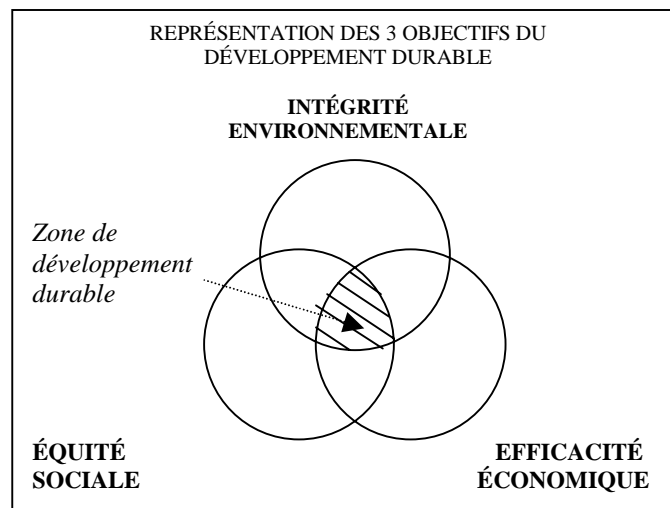 REPRÉSENTATION DES 3 OBJECTIFS DU
DÉVELOPPEMENT DURABLE
INTÉGRITÉ
ENVIRONNEMENTALE
Zone de
développement
durable
ÉQUITÉ
SOCIALE
EFFICACITÉ
ÉCONOMIQUE